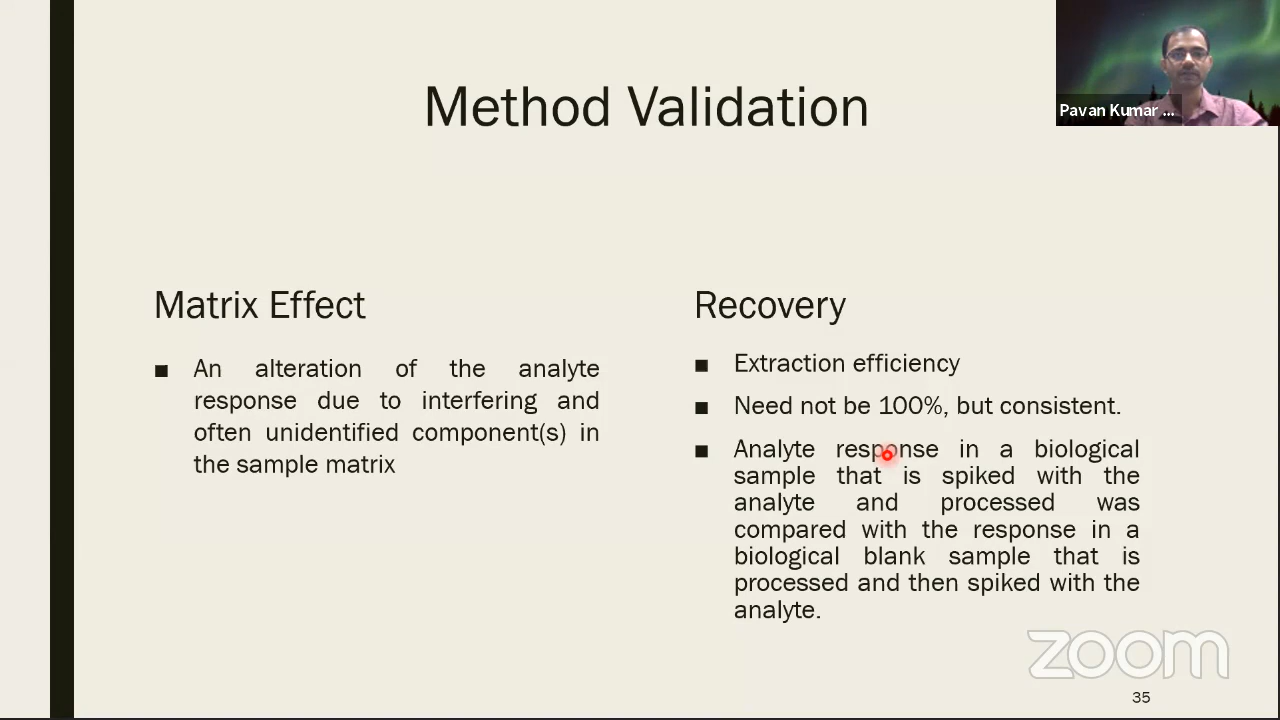 Method Validation
Pavan Kumar ...
Matrix Effect
■ An alteration of the analyte
response due to interfering and
often unidentified component(s) in
the sample matrix
Recovery
■ Extraction efficiency
■ Need not be 100%, but consistent.
■ Analyte response in a biological
sample that is spiked with the
analyte and processed was
compared with the response in a
biological blank sample that is
processed and then spiked with the
analyte.
zoom
35